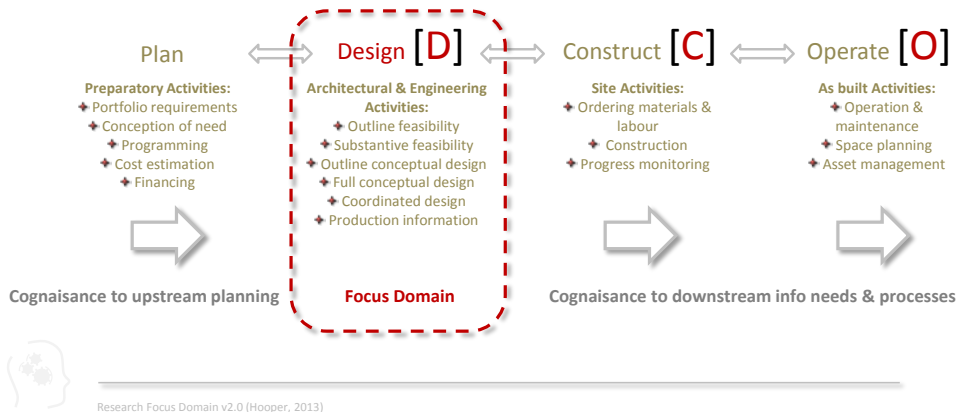 Plan
Design [D]
Construct [C]
Operate [O]
Preparatory Activities:
Portfolio requirements
Conception of need
Programming
Cost estimation
Financing
Architectural & Engineering
Activities:
Outline feasibility
Substantive feasibility
Outline conceptual design
Full conceptual design
Coordinated design
Production information
Site Activities:
Ordering materials &
labour
Construction
Progress monitoring
As built Activities:
Operation &
maintenance
Space planning
Asset management
Cognaisance to upstream planning
Focus Domain
Cognaisance to downstream info needs & processes
Research Focus Domain v2.0 (Hooper, 2013)